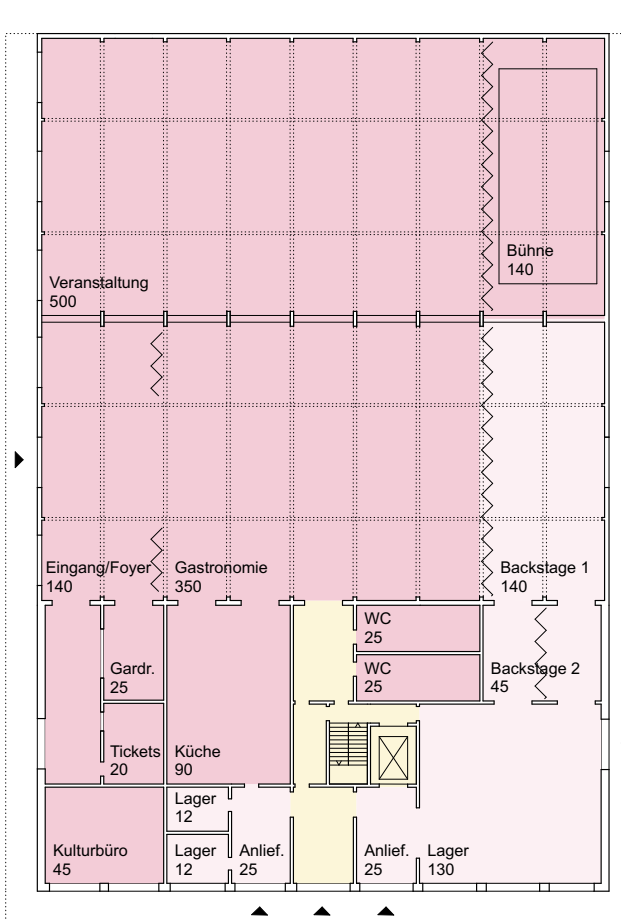 Bühne
140
Veranstaltung
500
Eingang/Foyer
140
Gastronomie
350
Backstage 1
140
WC
25
Gardr.
25
WC
25
Backstage 2
45
Tickets
20
Küche
90
Lager
12
Kulturbüro
45
Lager
12
Anlief.
25
Anlief.
25
Lager
130